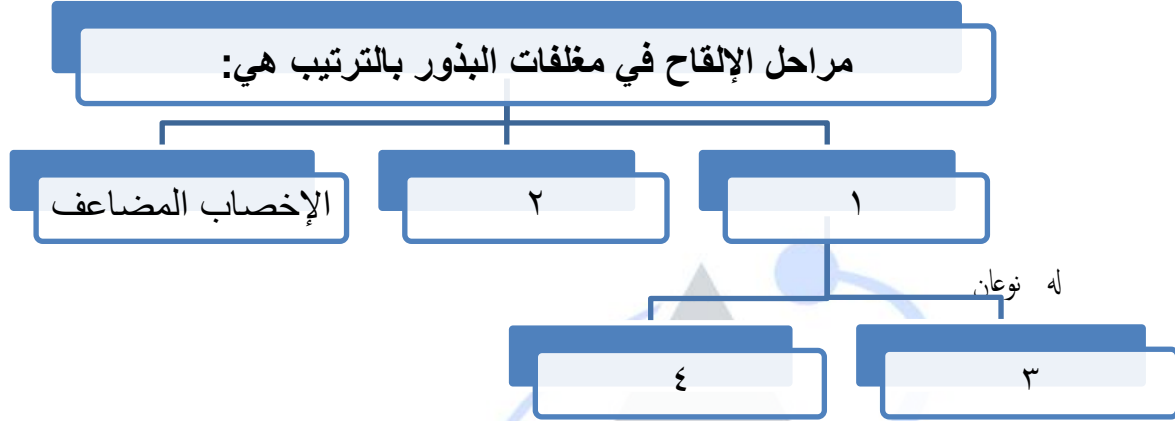 مراحل الإلقاح في مغلفات البذور بالترتيب هي:
١
٢
الإخصاب المضاعف
له نوعان
٣
٤